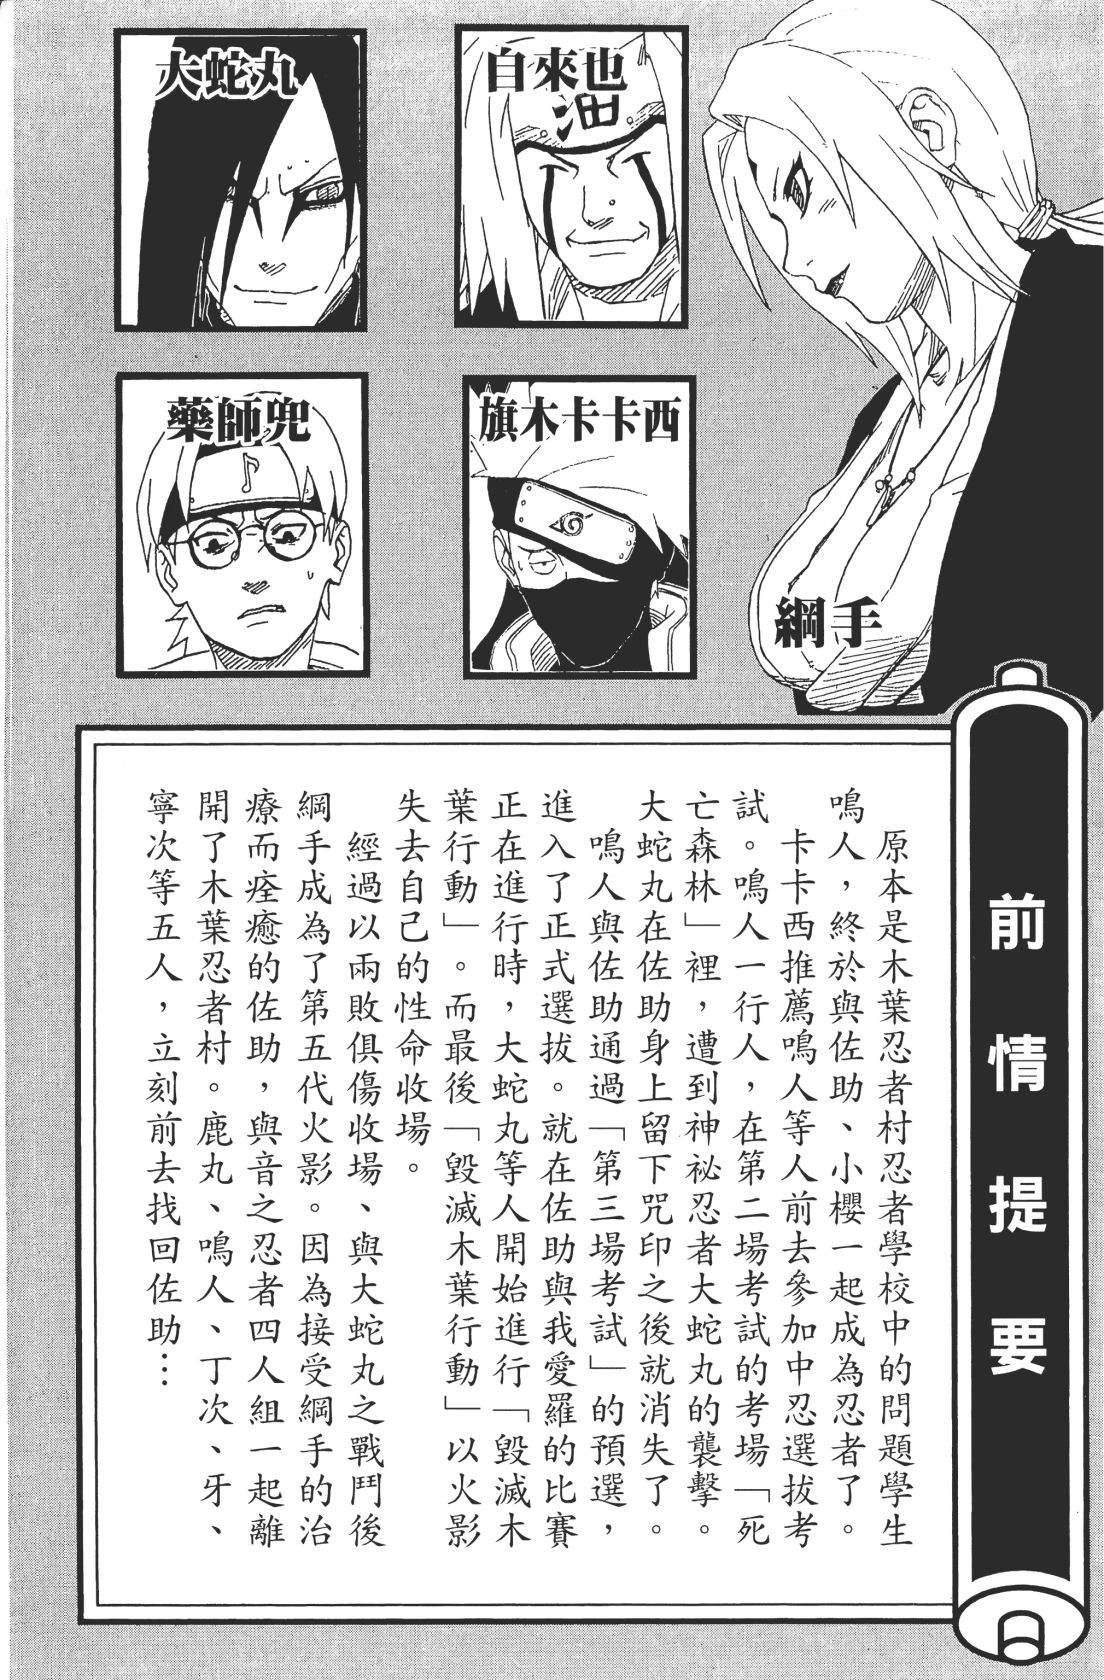 大蛇丸
自來也
油
藥師兜
旗木卡卡西
綱手
前情提要
原本是木葉忍者村忍者學校中的問題學生
鳴人，終於與佐助、小櫻一起成為忍者了。
卡卡西推薦鳴人等人前去參加中忍選拔考
試。鳴人一行人，在第二場考試的考場「死
亡森林」裡，遭到神祕忍者大蛇丸的襲擊。
大蛇丸在佐助身上留下咒印之後就消失了。
鳴人與佐助通過「第三場考試」的預選，
進入了正式選拔。就在佐助與我愛羅的比賽
正在進行時，大蛇丸等人開始進行「毀滅木
葉行動」。而最後「毀滅木葉行動」以火影
失去自己的性命收場。
經過以兩敗俱傷收場、與大蛇丸之戰鬥後
綱手成為了第五代火影。因為接受綱手的治
療而痊癒的佐助，與音之忍者四人組一起離
開了木葉忍者村。鹿丸、鳴人、丁次、牙、
寧次等五人，立刻前去找回佐助…